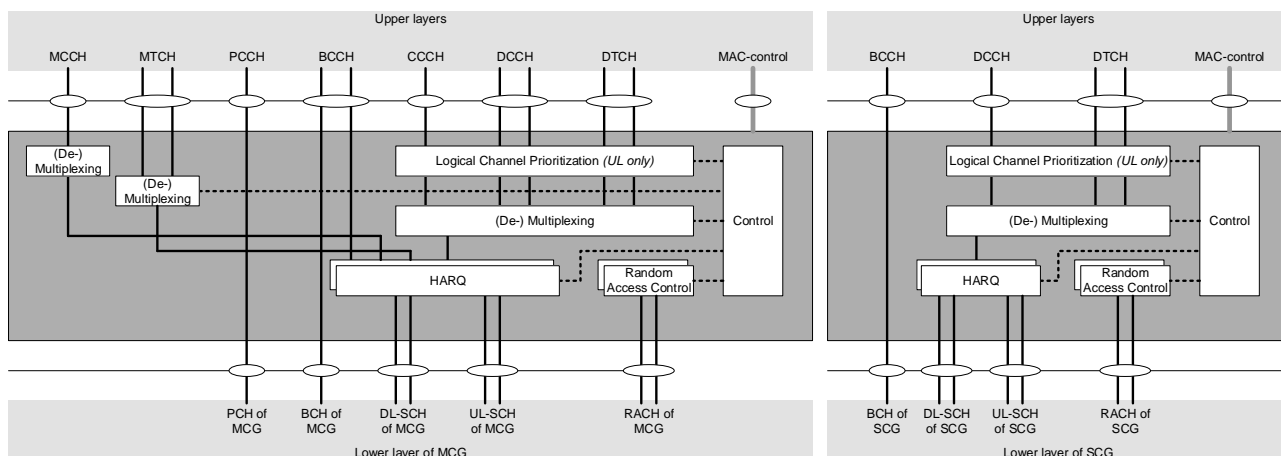 Upper layers
MCCH MTCH PCCH BCCH CCCH DCCH DTCH MAC-control
(De-)
Multiplexing
(De-)
Multiplexing
Logical Channel Prioritization (UL only)
(De-) Multiplexing
Control
HARQ
Random
Access Control
PCH of
MCG
BCH of
MCG
DL-SCH
of MCG
UL-SCH
of MCG
RACH of
MCG
Lower layer of MCG
Upper layers
BCCH DCCH DTCH MAC-control
Logical Channel Prioritization (UL only)
(De-) Multiplexing
Control
HARQ
Random
Access Control
BCH of
SCG
DL-SCH
of SCG
UL-SCH
of SCG
RACH of
SCG
Lower layer of SCG